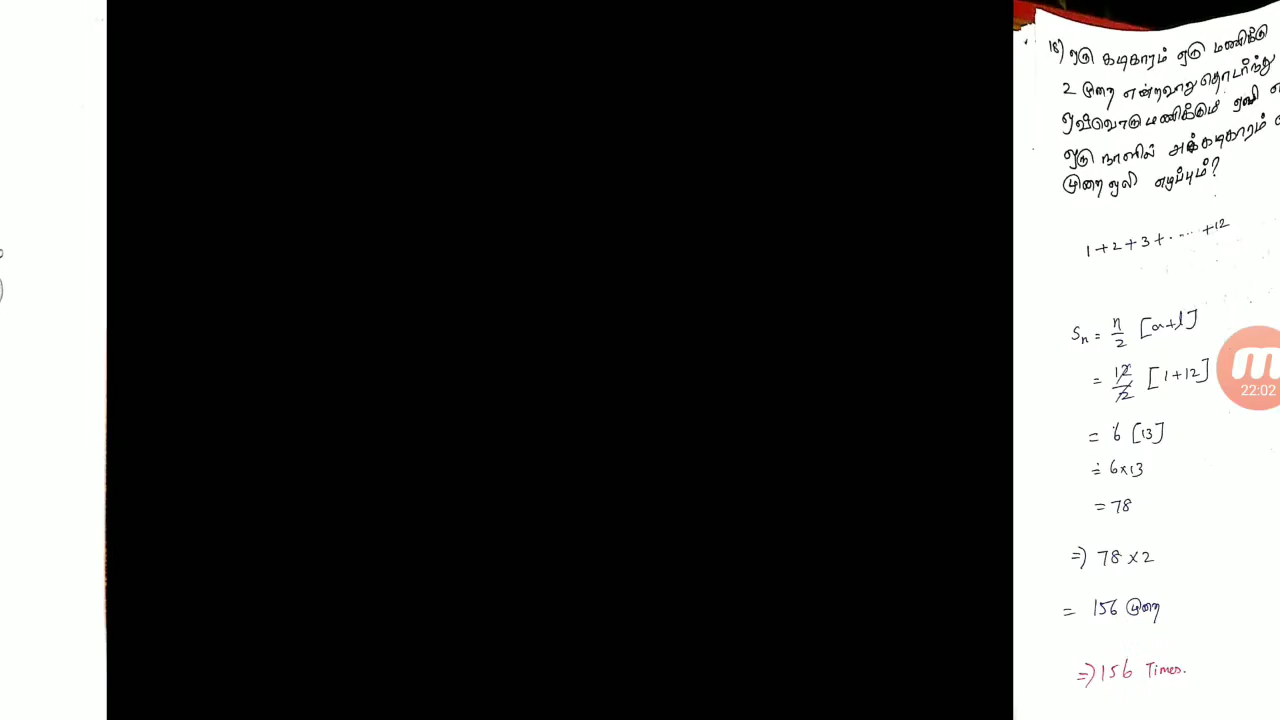 18) ஒரு கடிகாரம் ஒரு மணிக்கு
2 முறை என்றவாறு தொடர்ந்து
ஒவ்வொரு மணிக்கும் ஒலி
ஒரு நாளில் அக்கடிகாரம்
முறை ஒலி எழுப்பும்?
1+2+3+.....+12
Sn = n/2 [a+l]
= 12/2 [1+12]
= 6 [13]
= 6×13
= 78
22:02
=) 78 × 2
= 156 முறை
=) 156 Times.